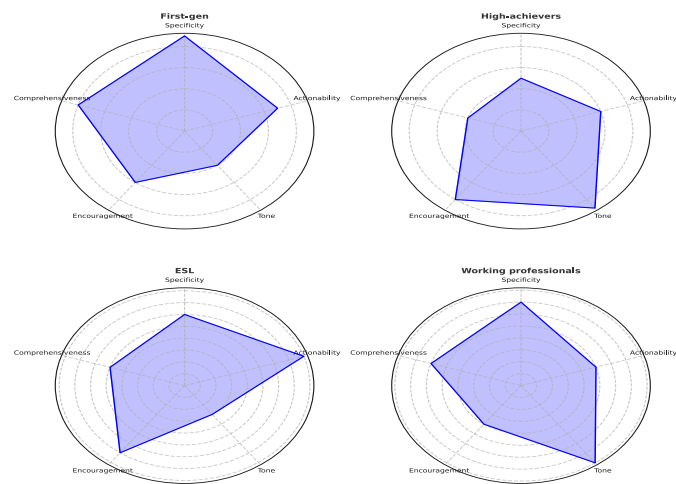 First-gen
Specificity
Comprehensiveness
Actionability
Encouragement
Tone
High-achievers
Specificity
Comprehensiveness
Actionability
Encouragement
Tone
ESL
Specificity
Comprehensiveness
Actionability
Encouragement
Tone
Working professionals
Specificity
Comprehensiveness
Actionability
Encouragement
Tone